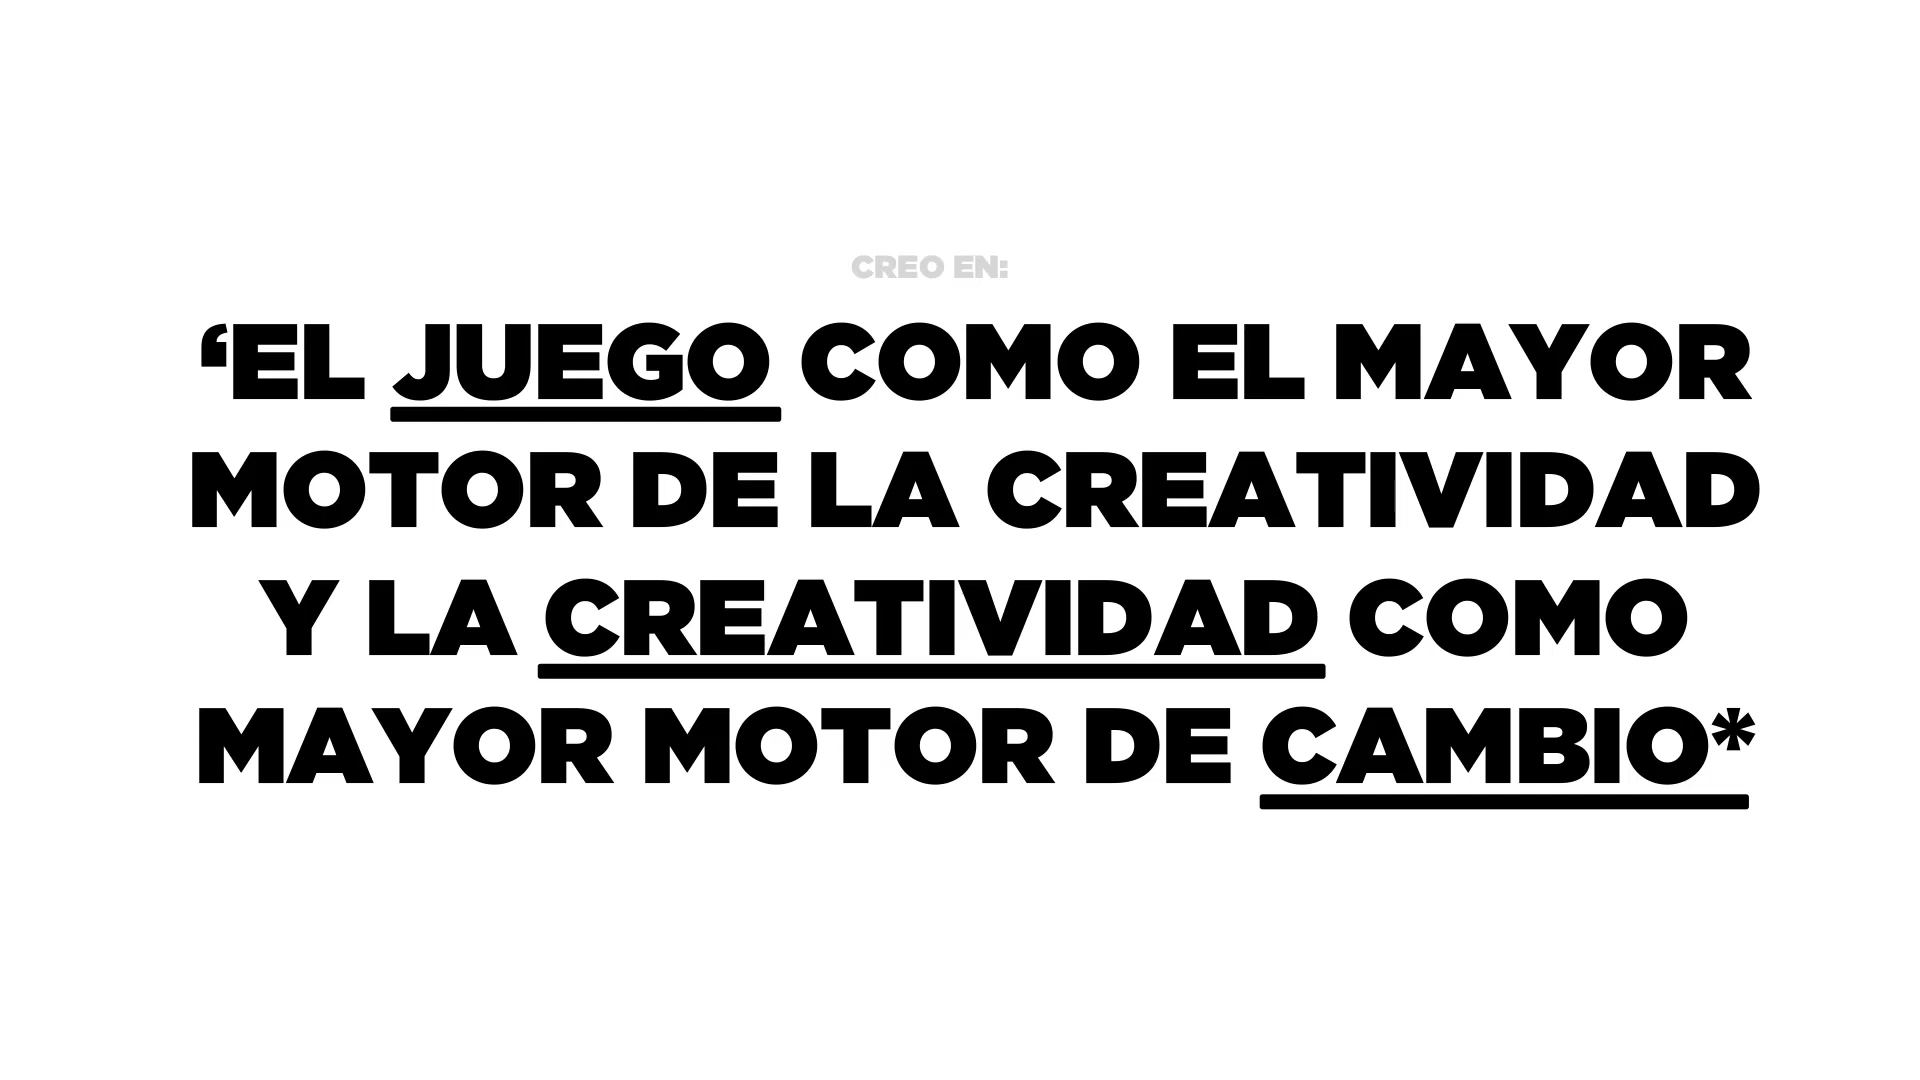 CREO EN:
‘EL JUEGO COMO EL MAYOR
MOTOR DE LA CREATIVIDAD
Y LA CREATIVIDAD COMO
MAYOR MOTOR DE CAMBIO*